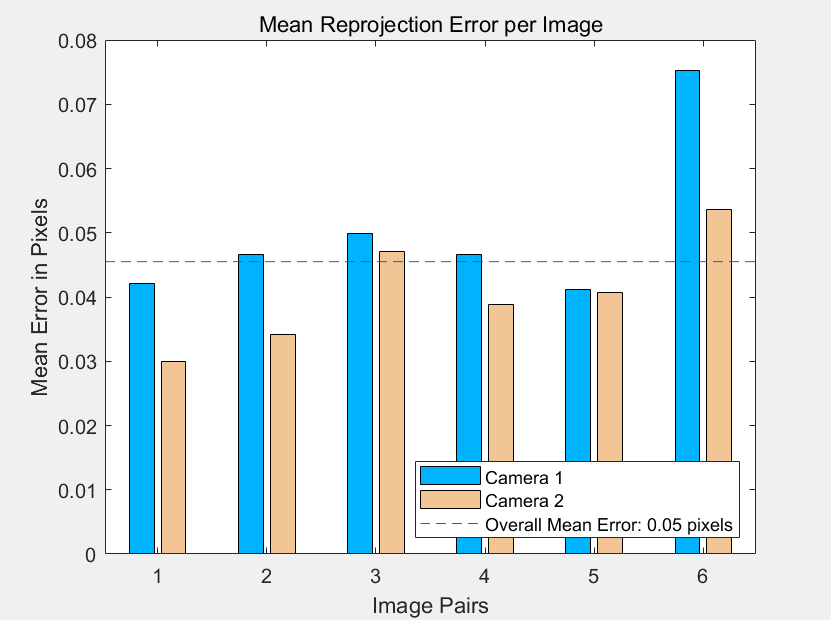 Mean Reprojection Error per Image
0.08
0.07
0.06
0.05
0.04
0.03
0.02
0.01
0
Mean Error in Pixels
Camera 1
Camera 2
Overall Mean Error: 0.05 pixels
1 2 3 4 5 6
Image Pairs